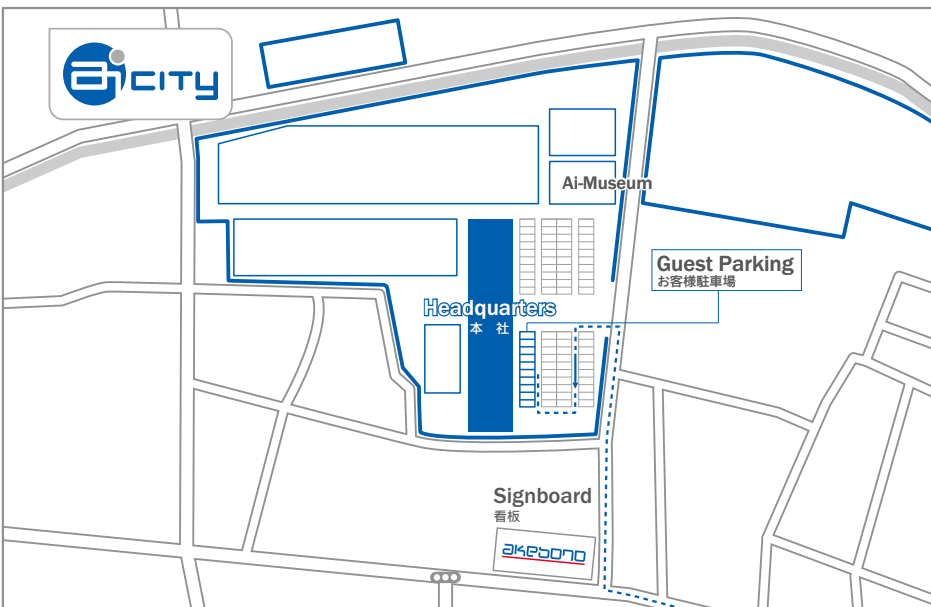 ai CITY
Ai-Museum
Guest Parking
お客様駐車場
Headquarters
本 社
Signboard
看板
akebono